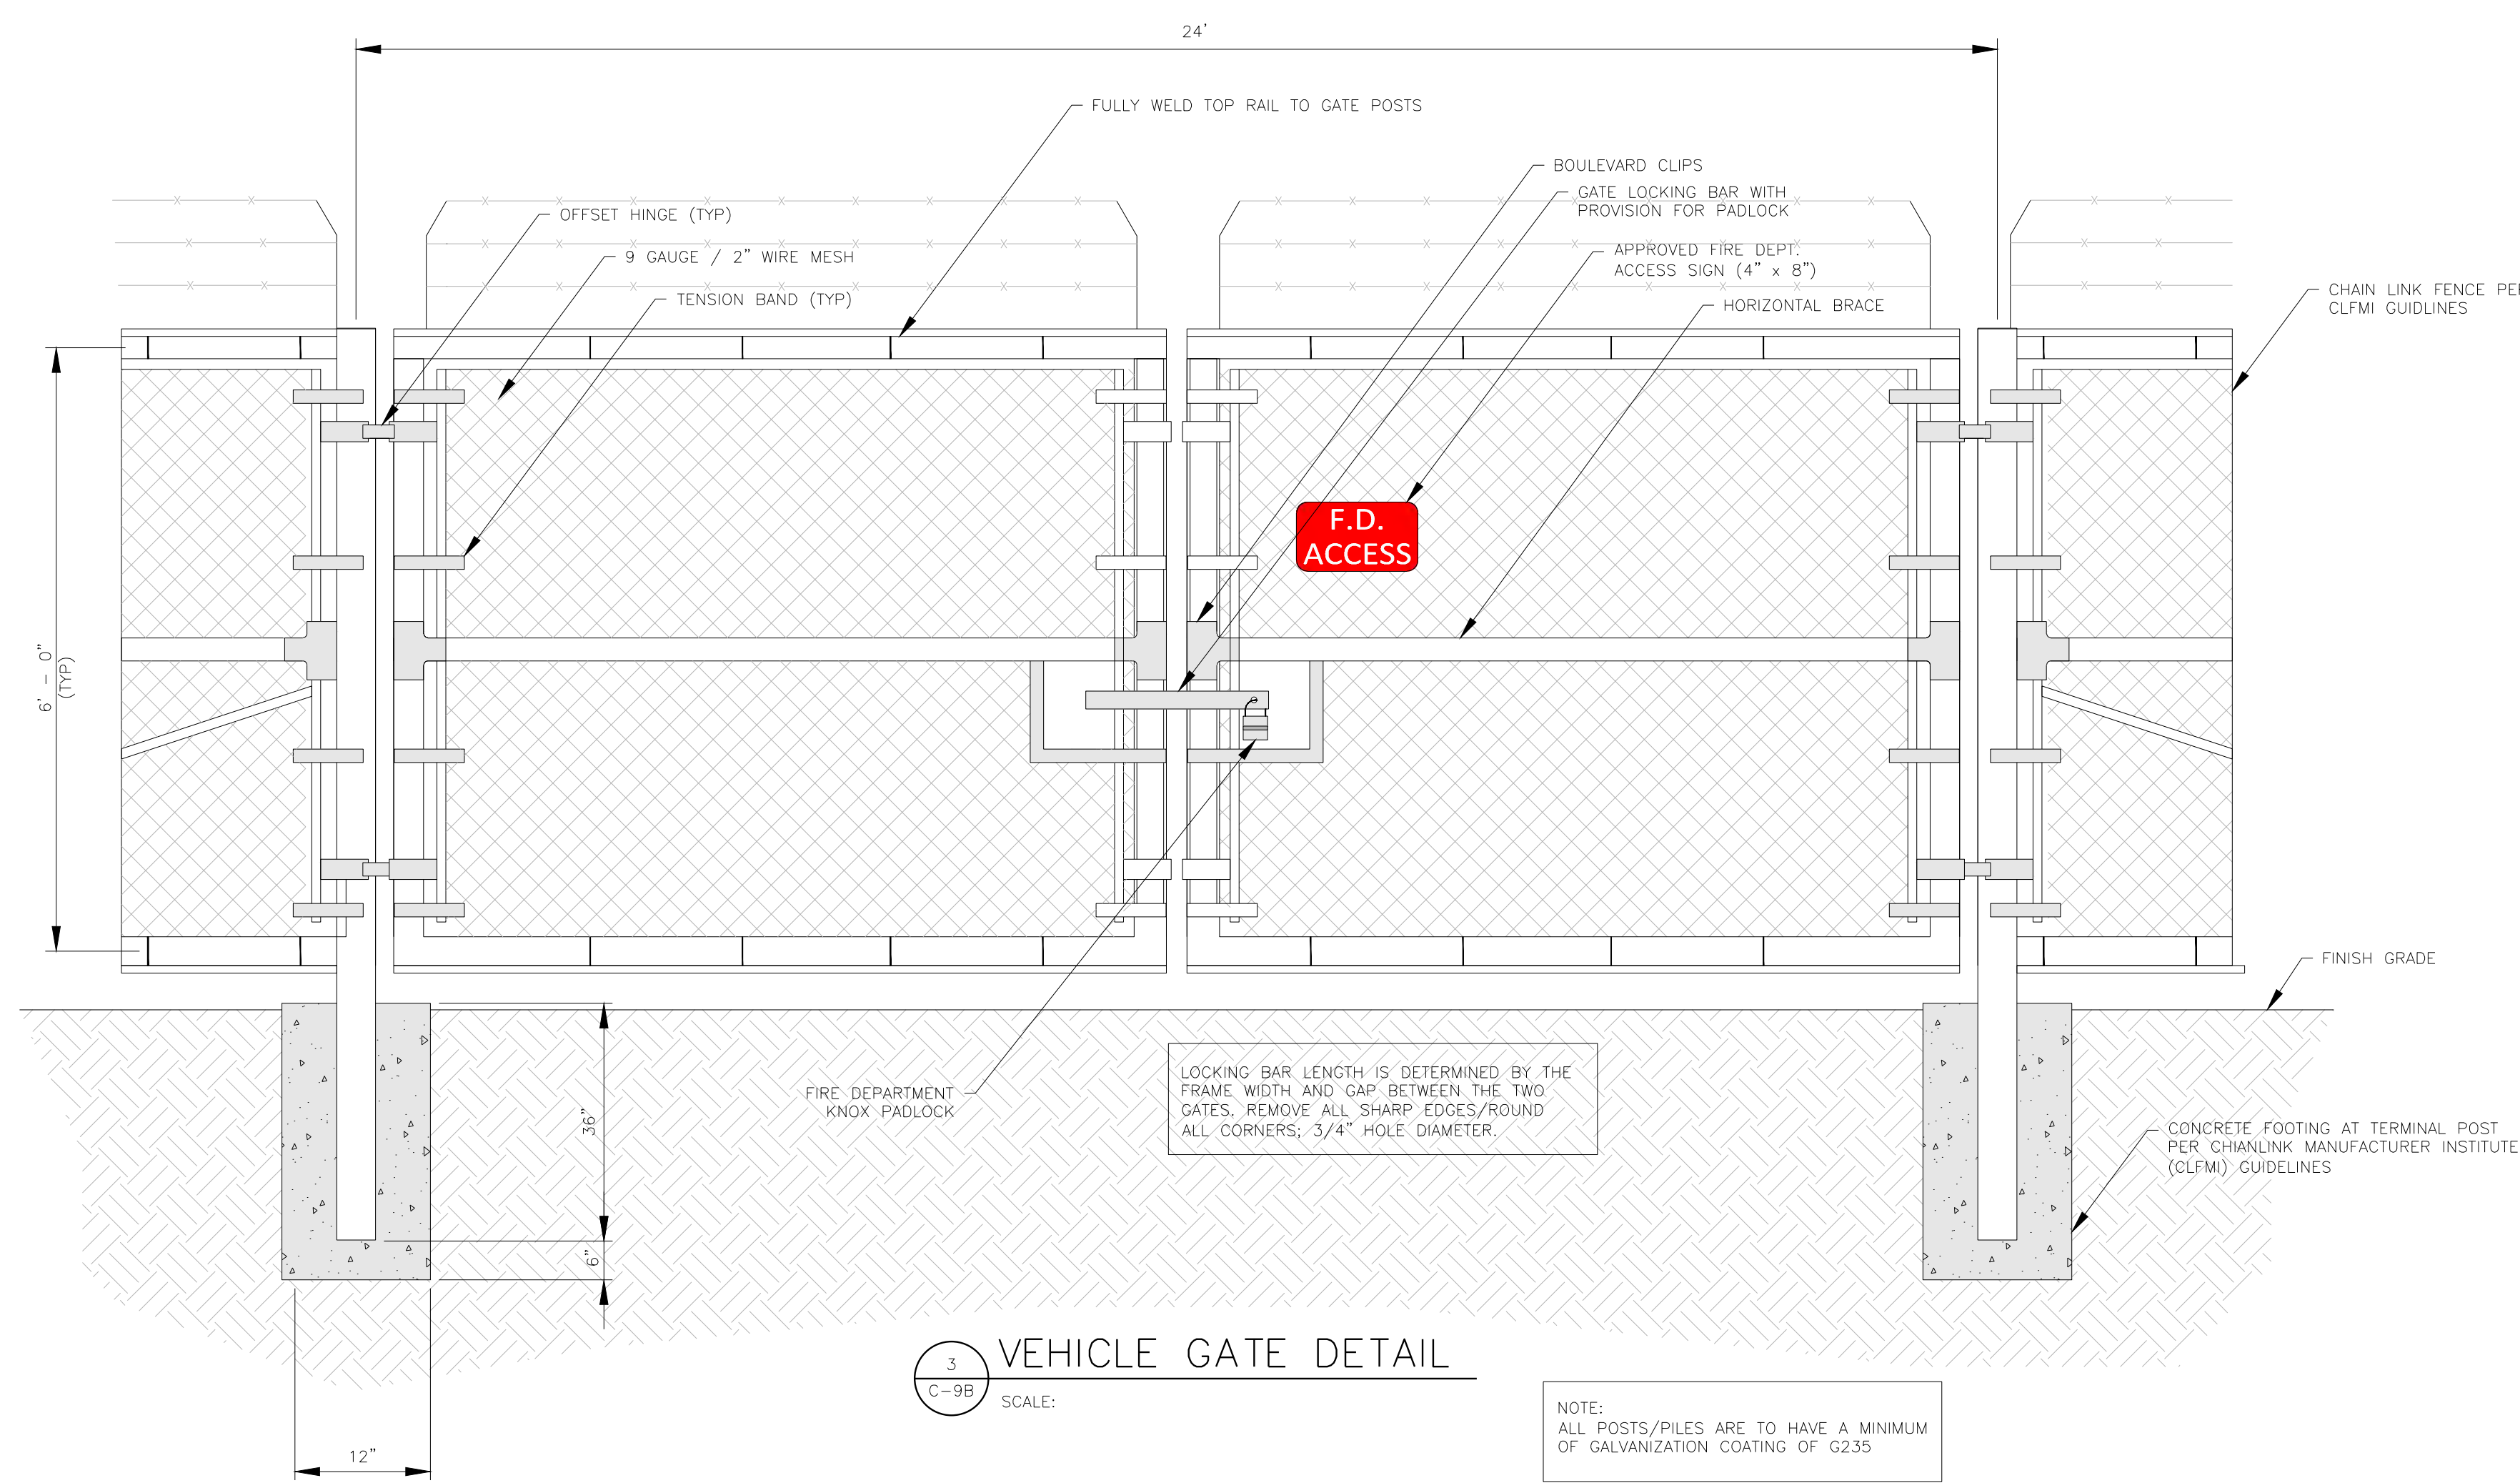 24'
FULLY WELD TOP RAIL TO GATE POSTS
BOULEVARD CLIPS
GATE LOCKING BAR WITH
PROVISION FOR PADLOCK
OFFSET HINGE (TYP)
9 GAUGE / 2" WIRE MESH
TENSION BAND (TYP)
APPROVED FIRE DEPT.
ACCESS SIGN (4" x 8")
HORIZONTAL BRACE
CHAIN LINK FENCE PER
CLFMI GUIDLINES
F.D.
ACCESS
6' - 0"
(TYP)
FINISH GRADE
FIRE DEPARTMENT
KNOX PADLOCK
36"
6"
12"
LOCKING BAR LENGTH IS DETERMINED BY THE
FRAME WIDTH AND GAP BETWEEN THE TWO
GATES. REMOVE ALL SHARP EDGES/ROUND
ALL CORNERS; 3/4" HOLE DIAMETER.
CONCRETE FOOTING AT TERMINAL POST
PER CHIANLINK MANUFACTURER INSTITUTE
(CLFMI) GUIDELINES
3
C-9B
VEHICLE GATE DETAIL
SCALE:
NOTE:
ALL POSTS/PILES ARE TO HAVE A MINIMUM
OF GALVANIZATION COATING OF G235